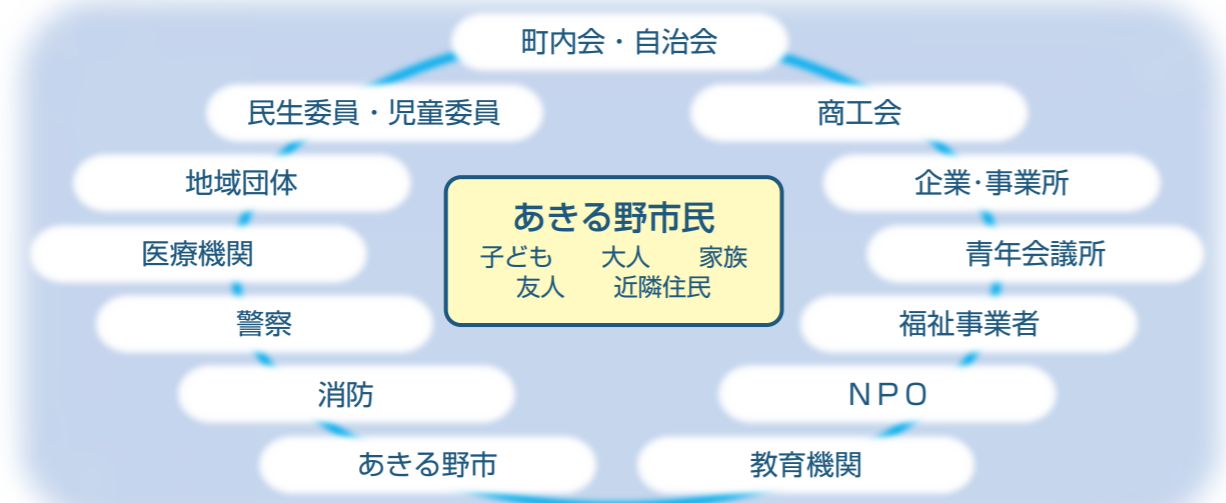 町内会・自治会
民生委員・児童委員
商工会
地域団体
企業・事業所
あきる野市民
子ども 大人 家族
友人 近隣住民
医療機関
青年会議所
警察
福祉事業者
消防
ＮＰＯ
あきる野市
教育機関